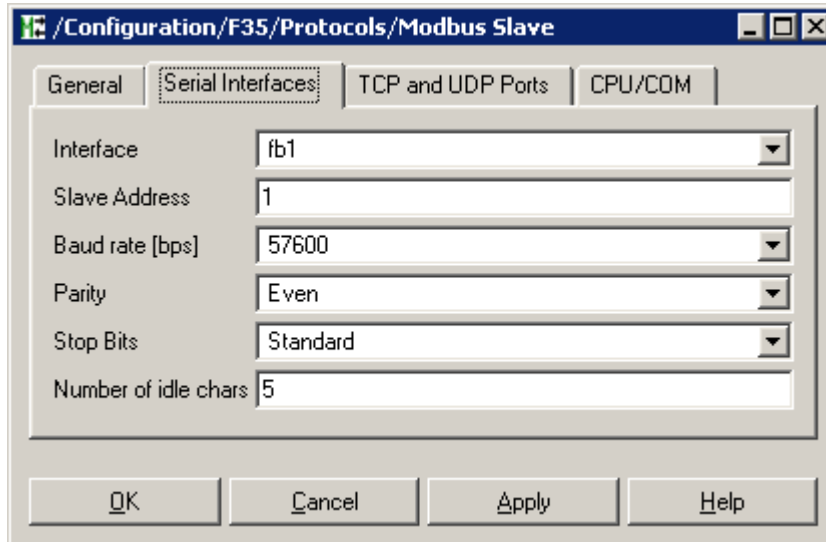 /Configuration/F35/Protocols/Modbus Slave
General Serial Interfaces TCP and UDP Ports CPU/COM
Interface fb1
Slave Address 1
Baud rate [bps] 57600
Parity Even
Stop Bits Standard
Number of idle chars 5
OK Cancel Apply Help